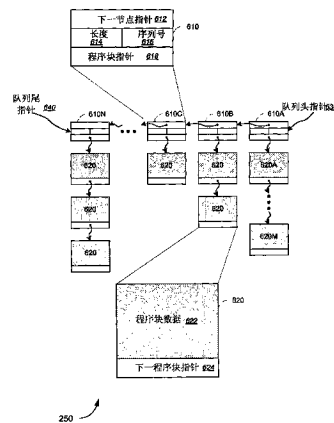 下一节点指针 612
610
长度 614
序列号 616
程序块指针 618
队列尾指针 640
610N
610C
610B
610A
队列头指针
620
620
620
620A
620
620
620M
620
620
程序块数据 622
下一程序块指针 624
250